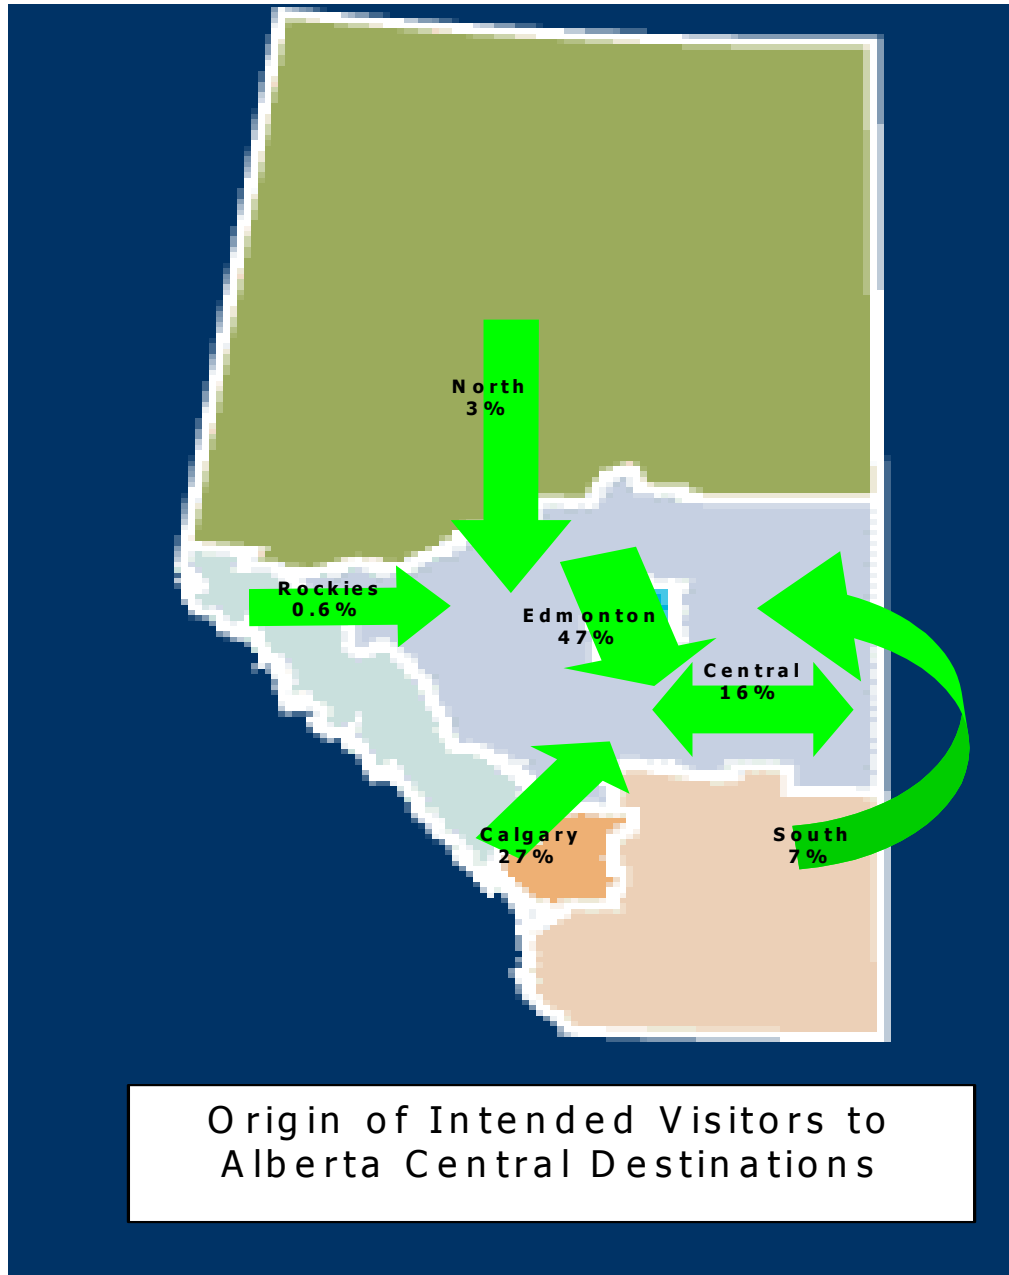 North
3%
Rockies
0.6%
Edmonton
47%
Central
16%
Calgary
27%
South
7%
Origin of Intended Visitors to
Alberta Central Destinations